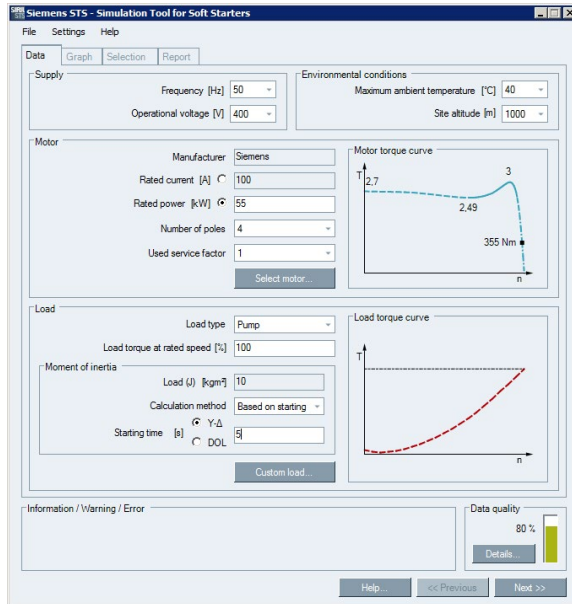 Siemens STS - Simulation Tool for Soft Starters
File Settings Help
Data Graph Selection Report
Supply
Frequency [Hz] 50
Operational voltage [V] 400
Environmental conditions
Maximum ambient temperature [°C] 40
Site altitude [m] 1000
Motor
Manufacturer Siemens
Rated current [A] 100
Rated power [kW] 55
Number of poles 4
Used service factor 1
Select motor...
Motor torque curve
T
2,7
3
2,49
355 Nm
n
Load
Load type Pump
Load torque at rated speed [%] 100
Moment of inertia
Load (J) [kgm²] 10
Calculation method Based on starting
Y-Δ
Starting time [s] 5
DOL
Custom load...
Load torque curve
T
n
Information / Warning / Error
Data quality
80 %
Details...
Help... << Previous Next >>